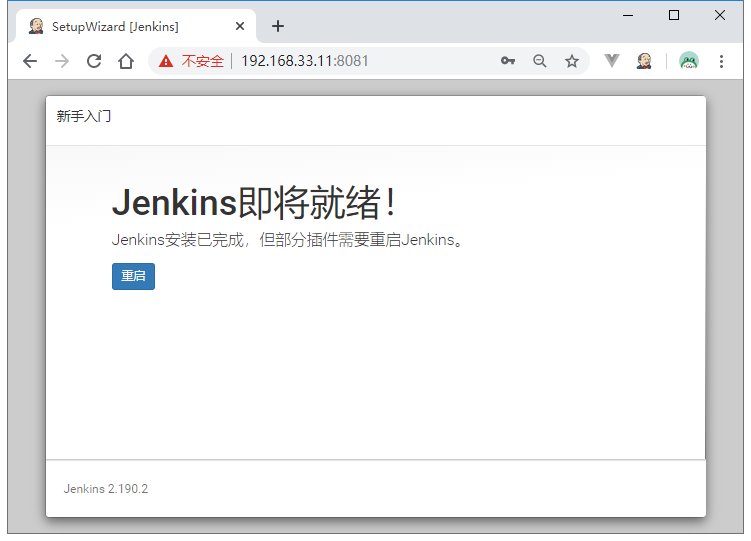 SetupWizard [Jenkins]
不安全 192.168.33.11:8081
新手入门
Jenkins即将就绪！
Jenkins安装已完成，但部分插件需要重启Jenkins。
重启
Jenkins 2.190.2